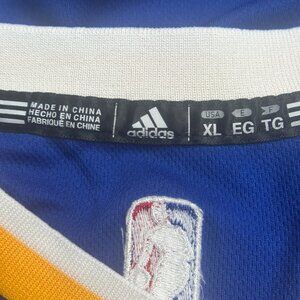 MADE IN CHINA
HECHO EN CHINA
FABRIQUÉ EN CHINE
adidas
USA E F
XL EG TG